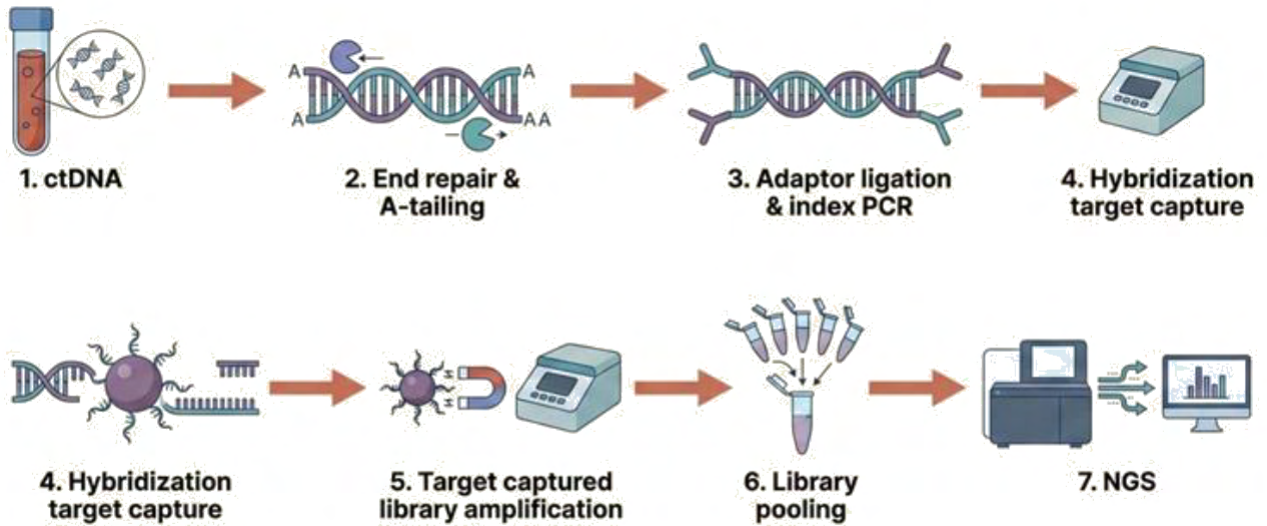 A A
A AA
1. ctDNA
2. End repair &
A-tailing
3. Adaptor ligation
& index PCR
4. Hybridization
target capture
4. Hybridization
target capture
5. Target captured
library amplification
6. Library
pooling
7. NGS